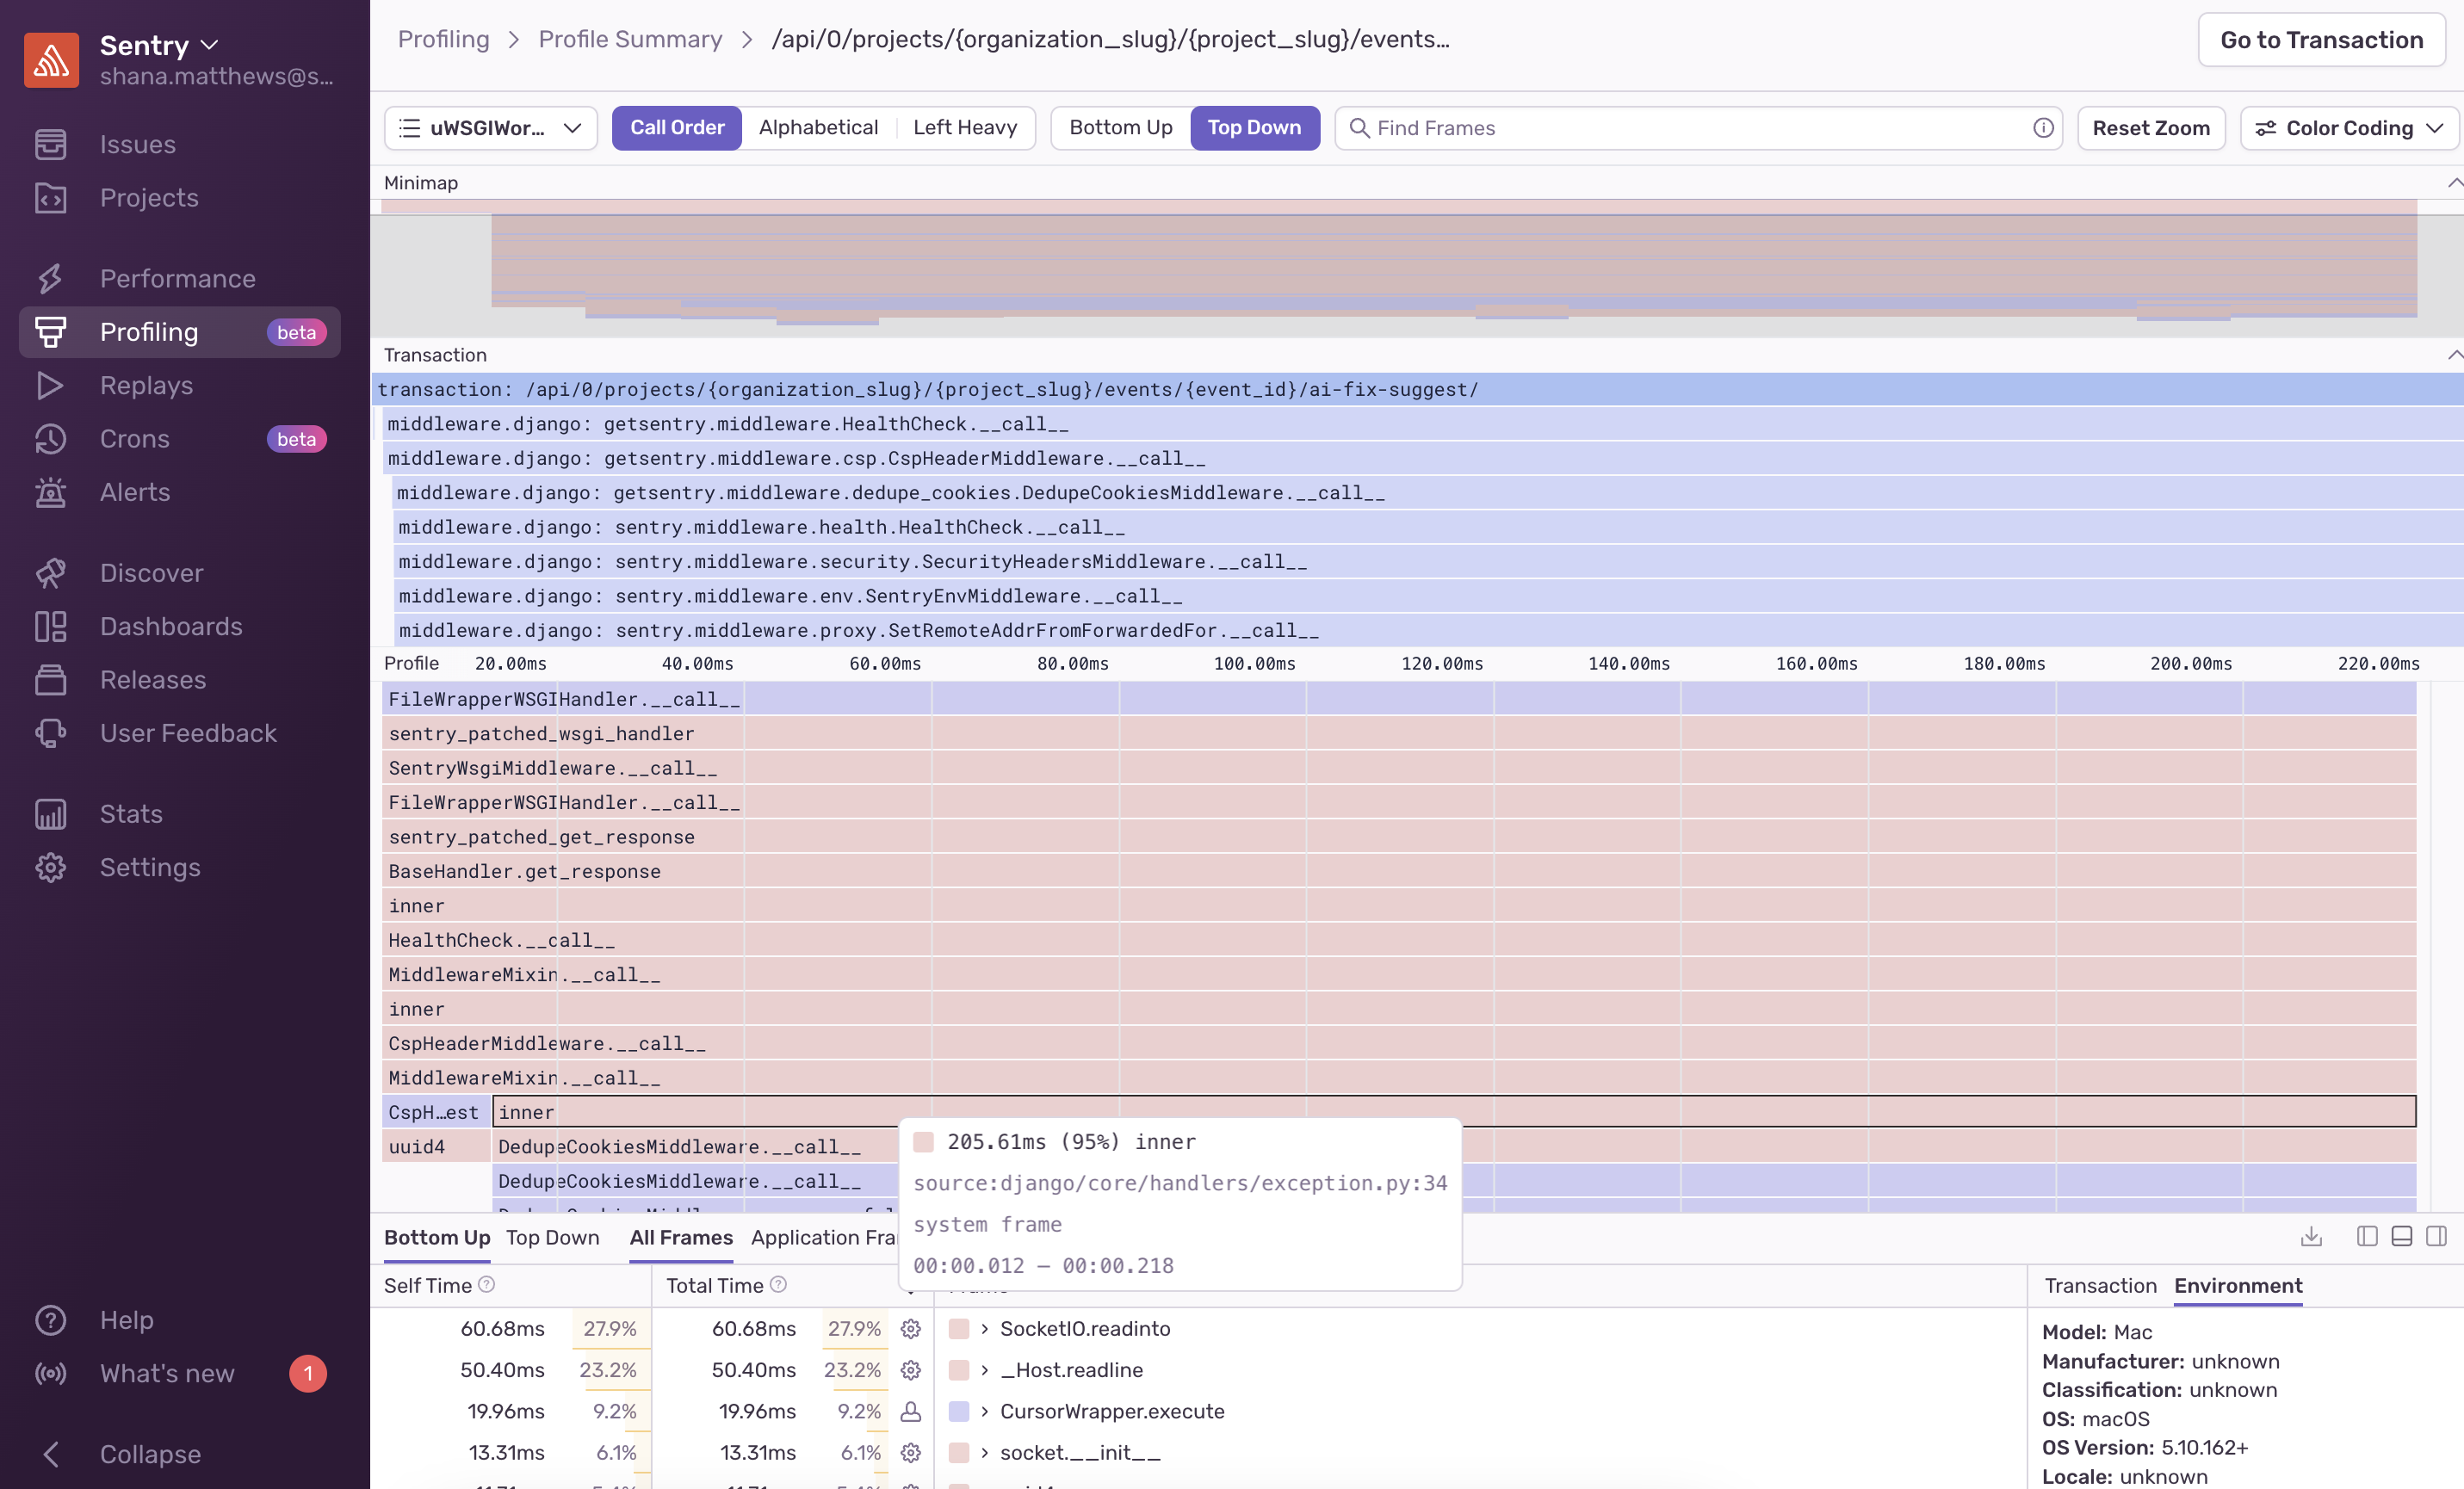 Sentry
shana.matthews@s...
Issues
Projects
Performance
Profiling beta
Replays
Crons beta
Alerts
Discover
Dashboards
Releases
User Feedback
Stats
Settings
Help
What's new 1
Collapse
Profiling > Profile Summary > /api/0/projects/{organization_slug}/{project_slug}/events...
Go to Transaction
uWSGIWor... Call Order Alphabetical Left Heavy Bottom Up Top Down Find Frames Reset Zoom Color Coding
Minimap
Transaction
transaction: /api/0/projects/{organization_slug}/{project_slug}/events/{event_id}/ai-fix-suggest/
middleware.django: getsentry.middleware.HealthCheck.__call__
middleware.django: getsentry.middleware.csp.CspHeaderMiddleware.__call__
middleware.django: getsentry.middleware.dedupe_cookies.DedupeCookiesMiddleware.__call__
middleware.django: sentry.middleware.health.HealthCheck.__call__
middleware.django: sentry.middleware.security.SecurityHeadersMiddleware.__call__
middleware.django: sentry.middleware.env.SentryEnvMiddleware.__call__
middleware.django: sentry.middleware.proxy.SetRemoteAddrFromForwardedFor.__call__
Profile 20.00ms 40.00ms 60.00ms 80.00ms 100.00ms 120.00ms 140.00ms 160.00ms 180.00ms 200.00ms 220.00ms
FileWrapperWSGIHandler.__call__
sentry_patched_wsgi_handler
SentryWsgiMiddleware.__call__
FileWrapperWSGIHandler.__call__
sentry_patched_get_response
BaseHandler.get_response
inner
HealthCheck.__call__
MiddlewareMixin.__call__
inner
CspHeaderMiddleware.__call__
MiddlewareMixin.__call__
CspH…est inner
uuid4 DedupeCookiesMiddleware.__call__
DedupeCookiesMiddleware.__call__
205.61ms (95%) inner
source:django/core/handlers/exception.py:34
system frame
00:00.012 — 00:00.218
Bottom Up Top Down All Frames Application Fra
Self Time Total Time
60.68ms 27.9% 60.68ms 27.9% > SocketIO.readinto
50.40ms 23.2% 50.40ms 23.2% > _Host.readline
19.96ms 9.2% 19.96ms 9.2% > CursorWrapper.execute
13.31ms 6.1% 13.31ms 6.1% > socket.__init__
Transaction Environment
Model: Mac
Manufacturer: unknown
Classification: unknown
OS: macOS
OS Version: 5.10.162+
Locale: unknown